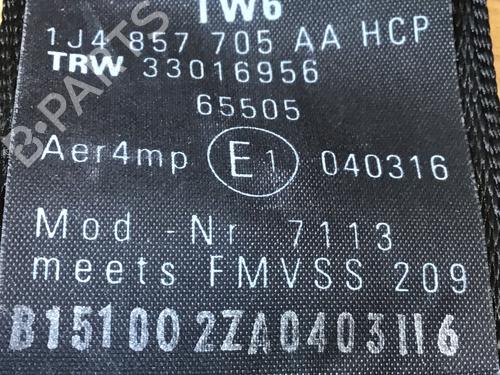 TW6
1J4 857 705 AA HCP
TRW 33016956
65505
Aer4mp E1 040316
Mod.-Nr. 7113
meets FMVSS 209
B151002ZA0403116
B-PARTS